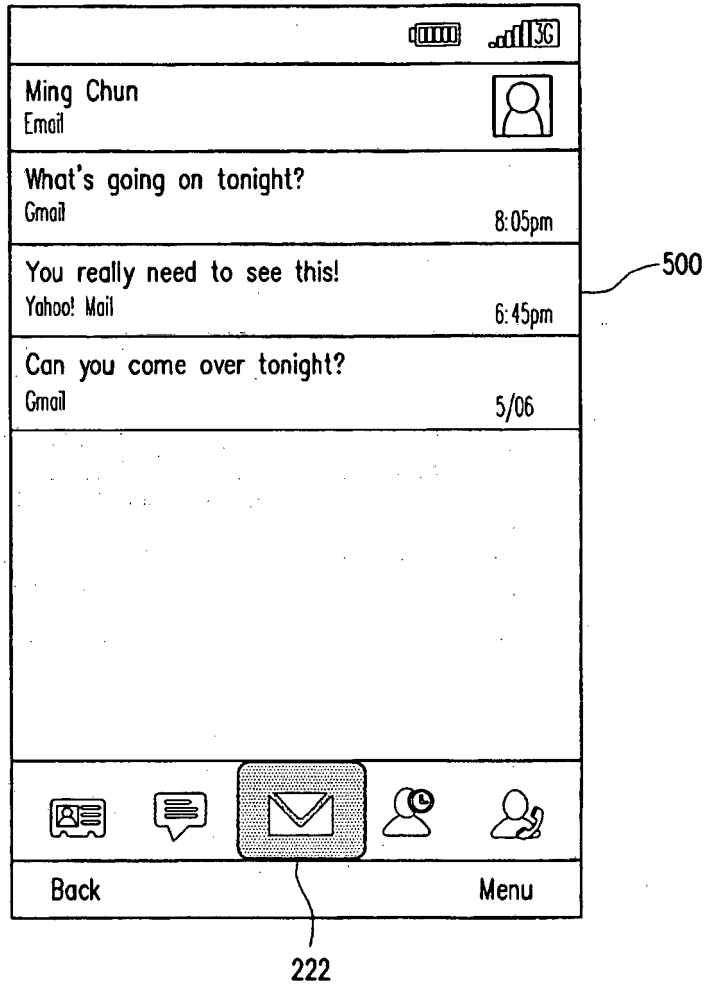 3G
Ming Chun
Email
What's going on tonight?
Gmail
8:05pm
You really need to see this!
Yahoo! Mail
6:45pm
500
Can you come over tonight?
Gmail
5/06
Back
Menu
222